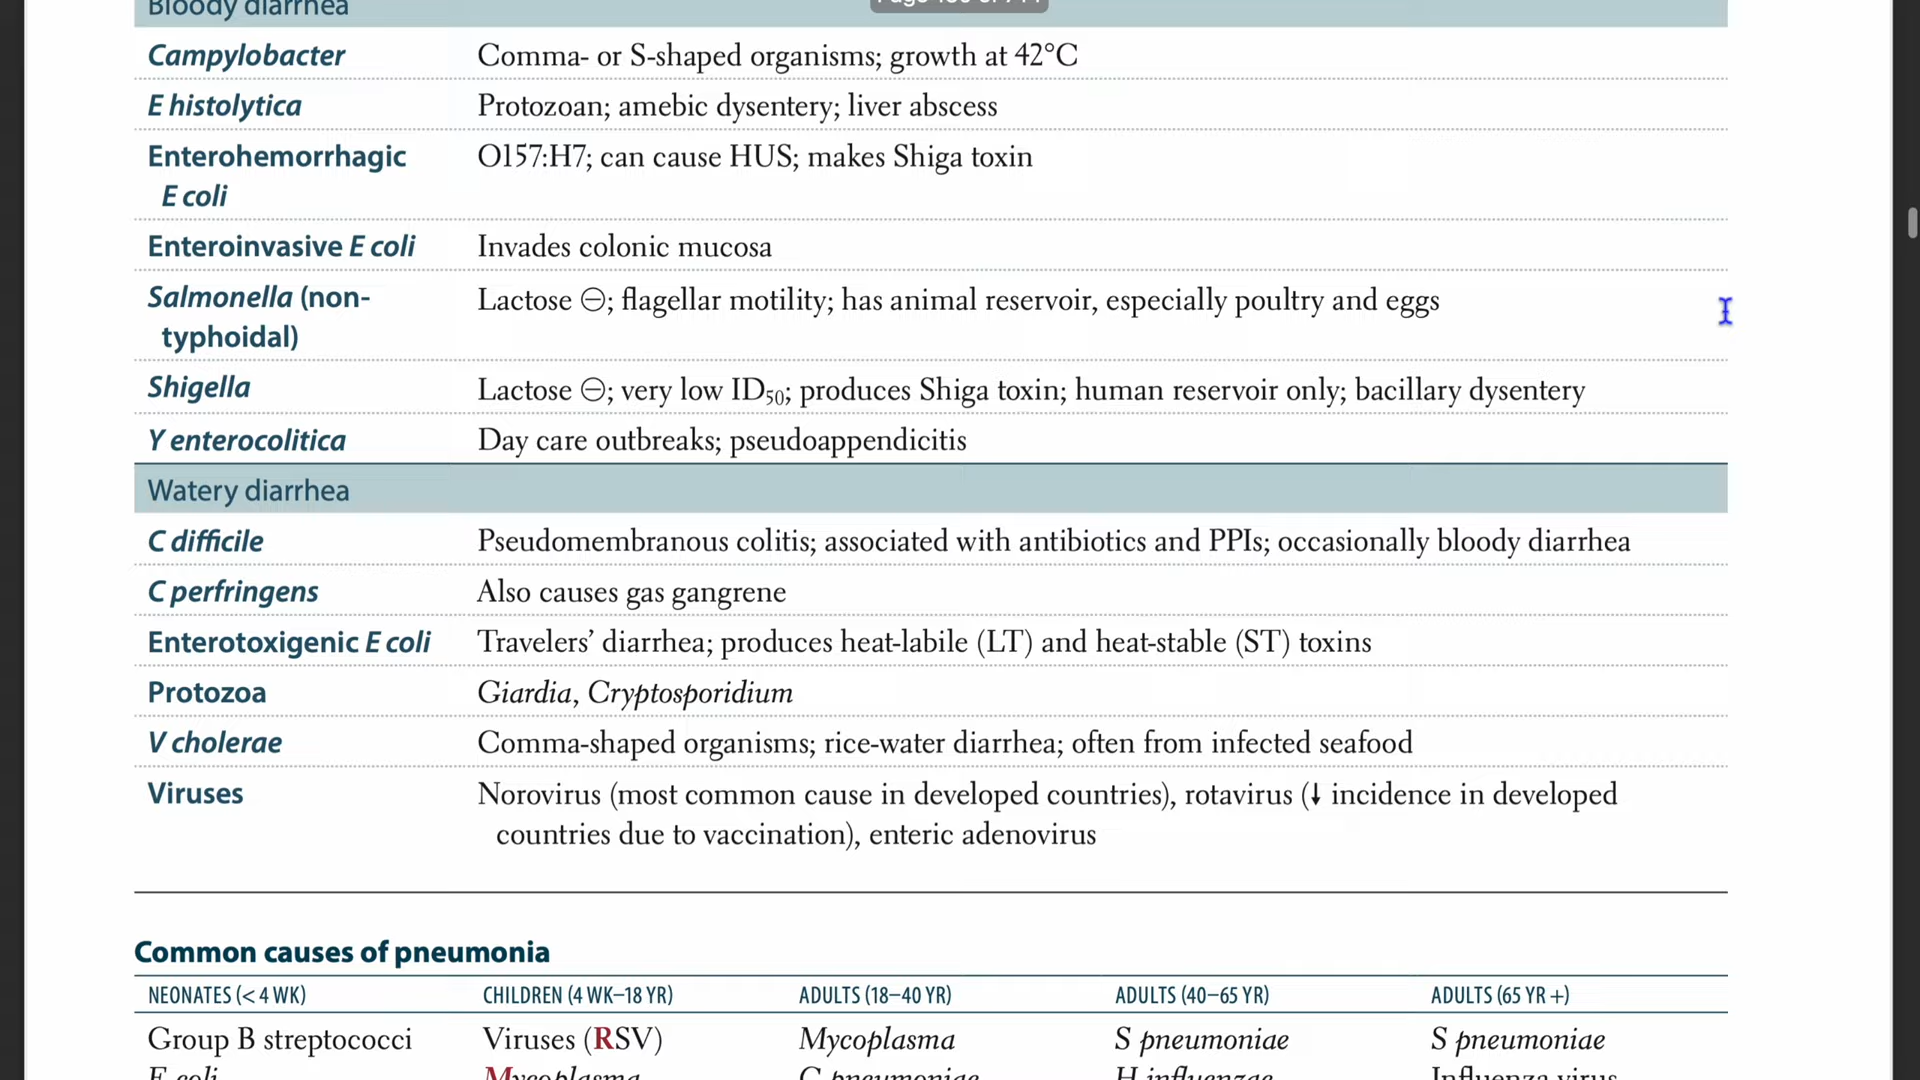 Bloody diarrhea
Campylobacter Comma- or S-shaped organisms; growth at 42°C
E histolytica Protozoan; amebic dysentery; liver abscess
Enterohemorrhagic O157:H7; can cause HUS; makes Shiga toxin
E coli
Enteroinvasive E coli Invades colonic mucosa
Salmonella (non- Lactose ⊖; flagellar motility; has animal reservoir, especially poultry and eggs
typhoidal)
Shigella Lactose ⊖; very low ID50; produces Shiga toxin; human reservoir only; bacillary dysentery
Y enterocolitica Day care outbreaks; pseudoappendicitis
Watery diarrhea
C difficile Pseudomembranous colitis; associated with antibiotics and PPIs; occasionally bloody diarrhea
C perfringens Also causes gas gangrene
Enterotoxigenic E coli Travelers’ diarrhea; produces heat-labile (LT) and heat-stable (ST) toxins
Protozoa Giardia, Cryptosporidium
V cholerae Comma-shaped organisms; rice-water diarrhea; often from infected seafood
Viruses Norovirus (most common cause in developed countries), rotavirus (↓ incidence in developed
countries due to vaccination), enteric adenovirus
Common causes of pneumonia
NEONATES (< 4 WK) CHILDREN (4 WK–18 YR) ADULTS (18–40 YR) ADULTS (40–65 YR) ADULTS (65 YR +)
Group B streptococci Viruses (RSV) Mycoplasma S pneumoniae S pneumoniae
E coli Mycoplasma C pneumoniae H influenzae Influenza virus